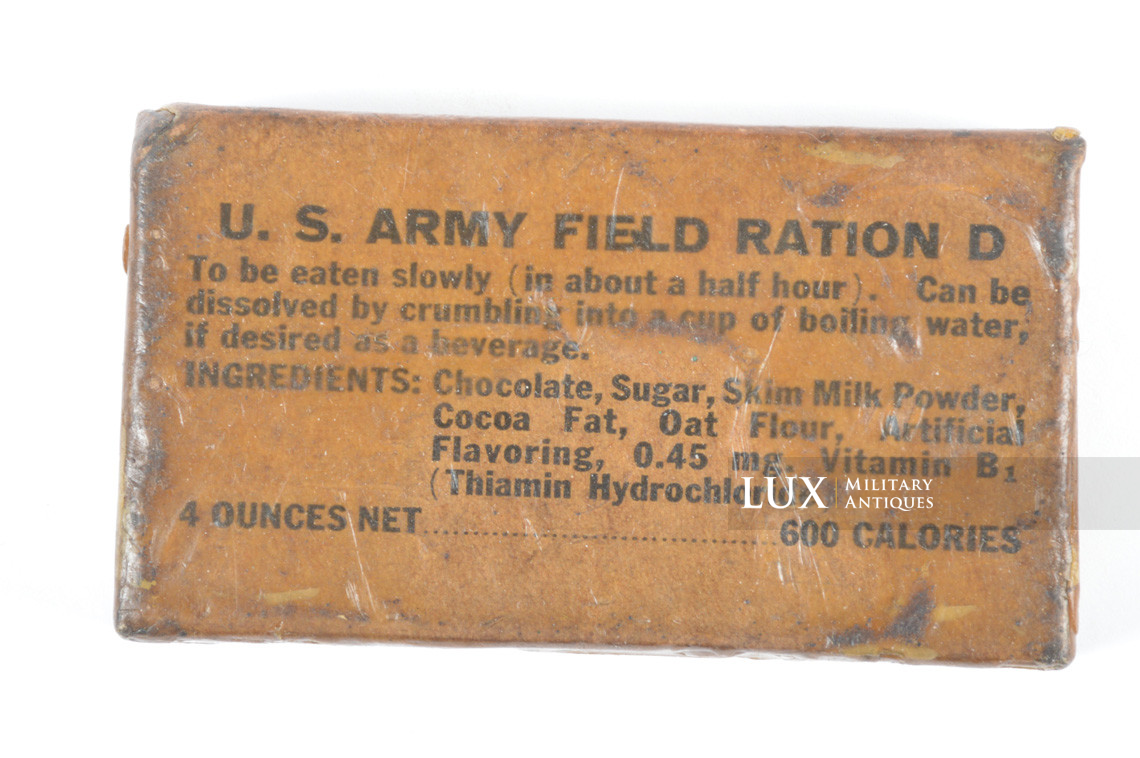 U. S. ARMY FIELD RATION D
To be eaten slowly (in about a half hour). Can be
dissolved by crumbling into a cup of boiling water,
if desired as a beverage.
INGREDIENTS: Chocolate, Sugar, Skim Milk Powder,
Cocoa Fat, Oat Flour, Artificial
Flavoring, 0.45 mg. Vitamin B₁
(Thiamin
4 OUNCES NET..............................600 CALORIES
LUX MILITARY
ANTIQUES